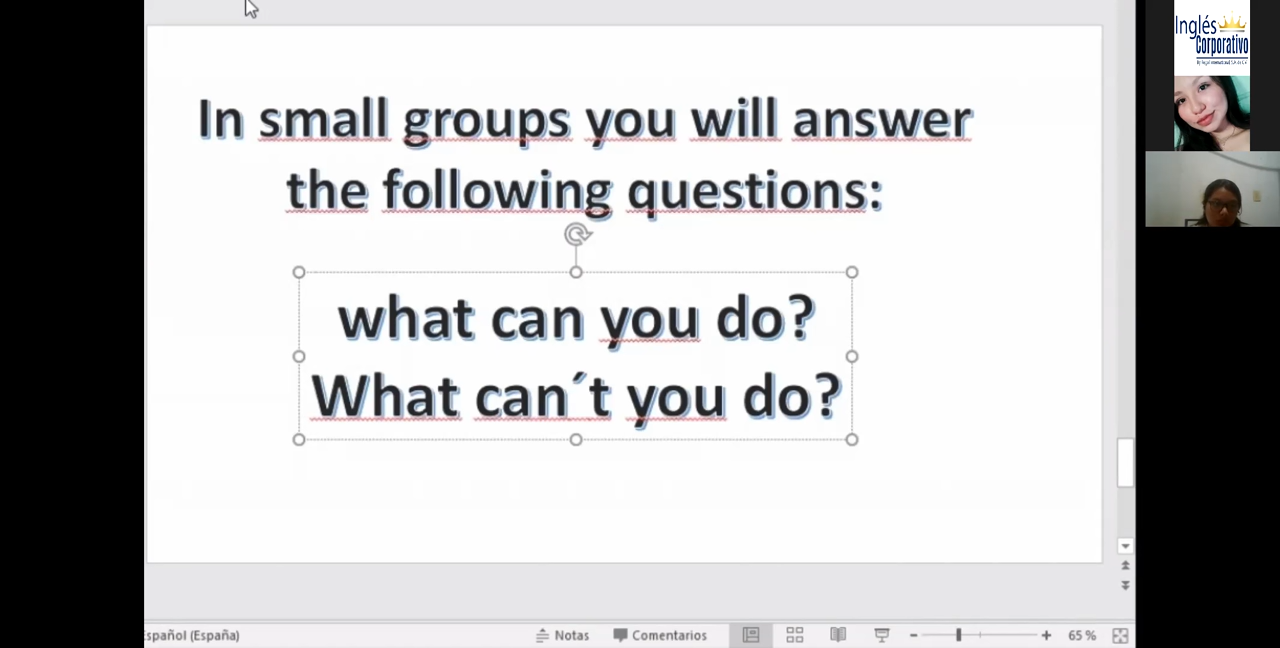 Inglés
Corporativo
In small groups you will answer
the following questions:
what can you do?
What can´t you do?
spañol (España)
Notas
Comentarios
65 %